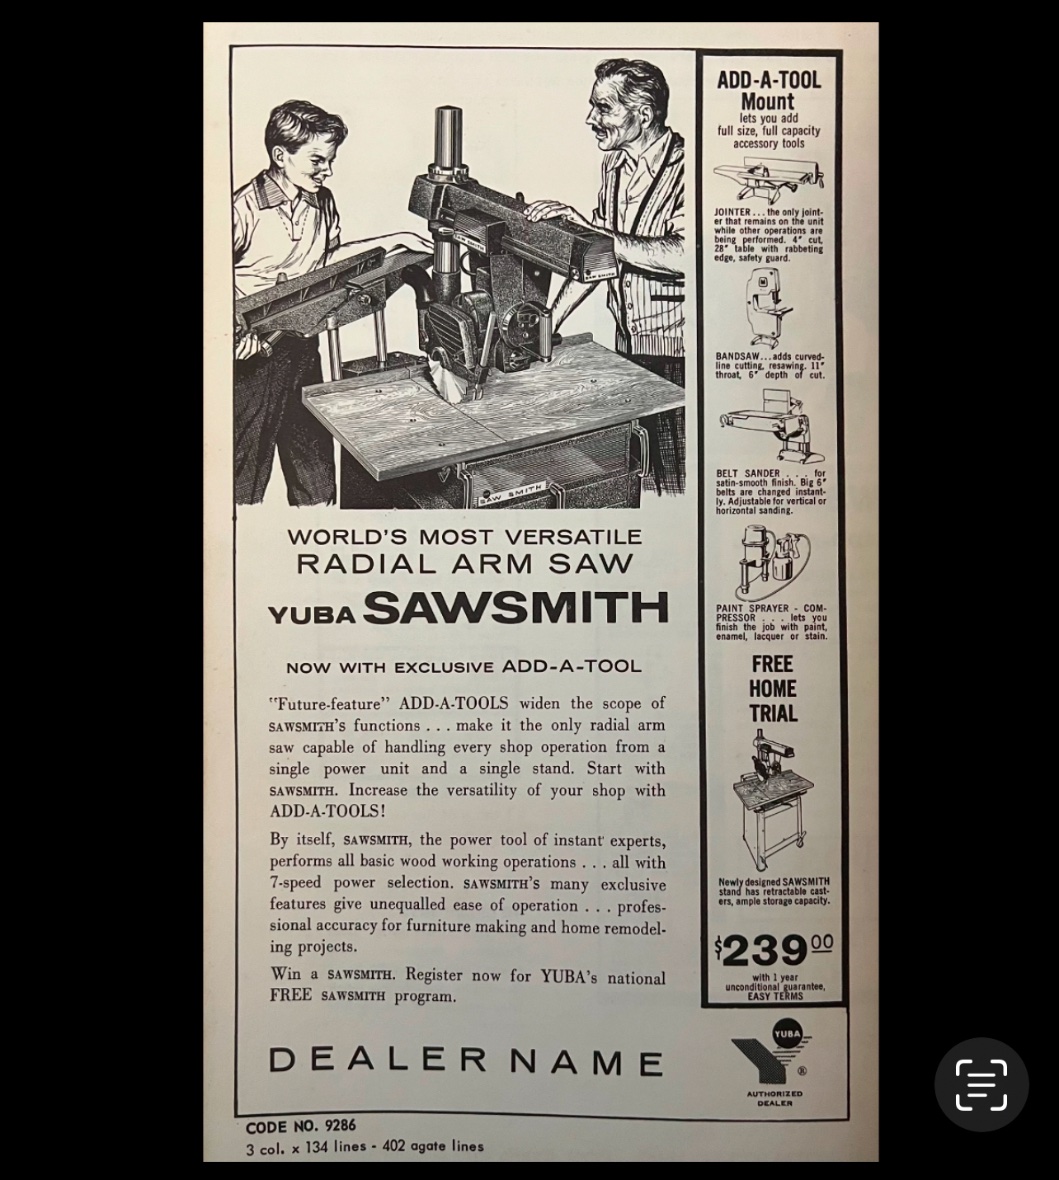 SAW SMITH
SAW SMITH
SAW SMITH
WORLD'S MOST VERSATILE
RADIAL ARM SAW
YUBA SAWSMITH
NOW WITH EXCLUSIVE ADD-A-TOOL
"Future-feature" ADD-A-TOOLS widen the scope of
SAWSMITH'S functions . . . make it the only radial arm
saw capable of handling every shop operation from a
single power unit and a single stand. Start with
SAWSMITH. Increase the versatility of your shop with
ADD-A-TOOLS!
By itself, SAWSMITH, the power tool of instant experts,
performs all basic wood working operations . . . all with
7-speed power selection. SAWSMITH'S many exclusive
features give unequalled ease of operation . . . profes-
sional accuracy for furniture making and home remodel-
ing projects.
Win a SAWSMITH. Register now for YUBA's national
FREE SAWSMITH program.
DEALER NAME
ADD-A-TOOL
Mount
lets you add
full size, full capacity
accessory tools
JOINTER . . . the only joint-
er that remains on the unit
while other operations are
being performed. 4" cut,
28" table with rabbeting
edge, safety guard.
BANDSAW...adds curved-
line cutting, resawing. 11"
throat, 6" depth of cut.
BELT SANDER . . . for
satin-smooth finish. Big 6"
belts are changed instant-
ly. Adjustable for vertical or
horizontal sanding.
PAINT SPRAYER - COM-
PRESSOR . . . lets you
finish the job with paint,
enamel, lacquer or stain.
FREE
HOME
TRIAL
Newly designed SAWSMITH
stand has retractable cast-
ers, ample storage capacity.
$239.00
with 1 year
unconditional guarantee,
EASY TERMS
YUBA
®
AUTHORIZED
DEALER
CODE NO. 9286
3 col. x 134 lines - 402 agate lines